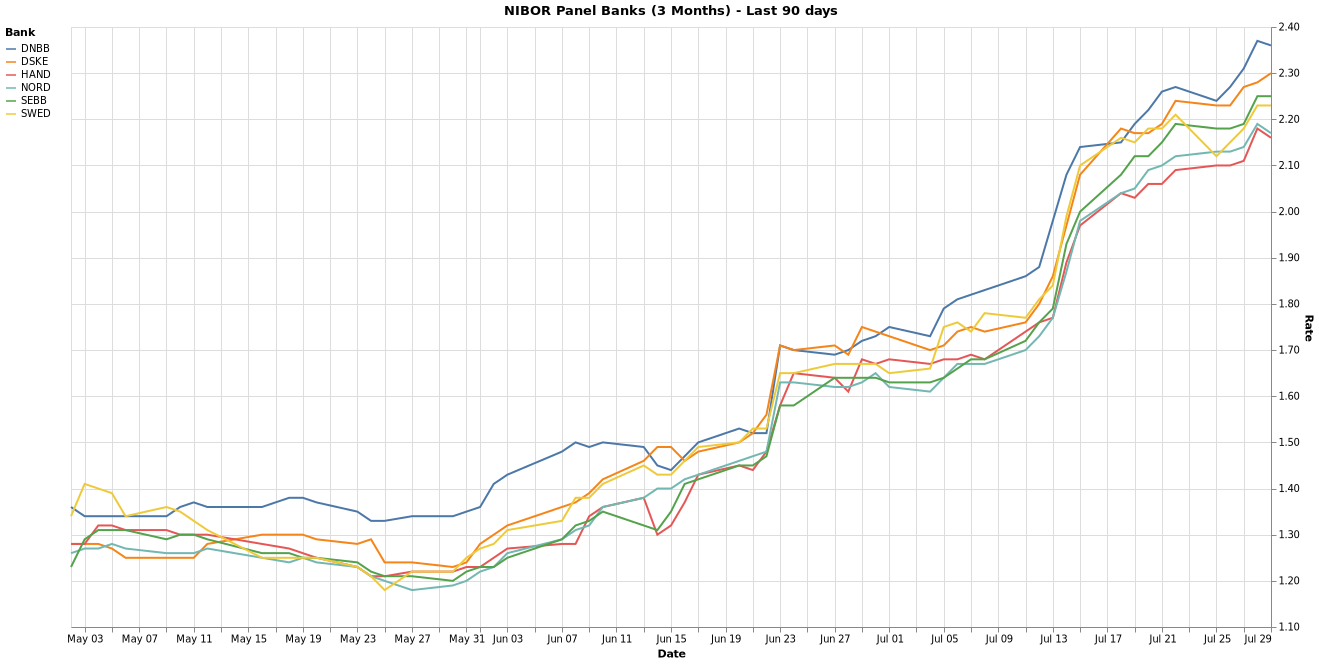 NIBOR Panel Banks (3 Months) - Last 90 days
Bank
DNBB
DSKE
HAND
NORD
SEBB
SWED
2.40
2.30
2.20
2.10
2.00
1.90
1.80
1.70
1.60
1.50
1.40
1.30
1.20
1.10
Rate
May 03 May 07 May 11 May 15 May 19 May 23 May 27 May 31 Jun 03 Jun 07 Jun 11 Jun 15 Jun 19 Jun 23 Jun 27 Jul 01 Jul 05 Jul 09 Jul 13 Jul 17 Jul 21 Jul 25 Jul 29
Date